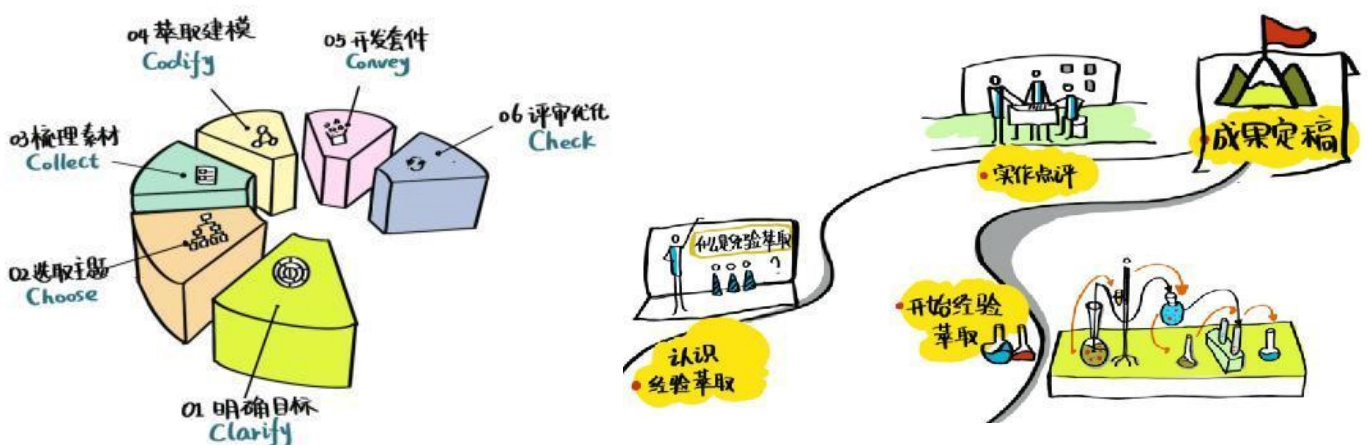 04 萃取建模
Codify
05 开发套件
Convey
06 评审优化
Check
03 梳理素材
Collect
02 选取主题
Choose
01 明确目标
Clarify
成果定稿
实作点评
什么是经验萃取
?
开始经验
萃取
认识
经验萃取